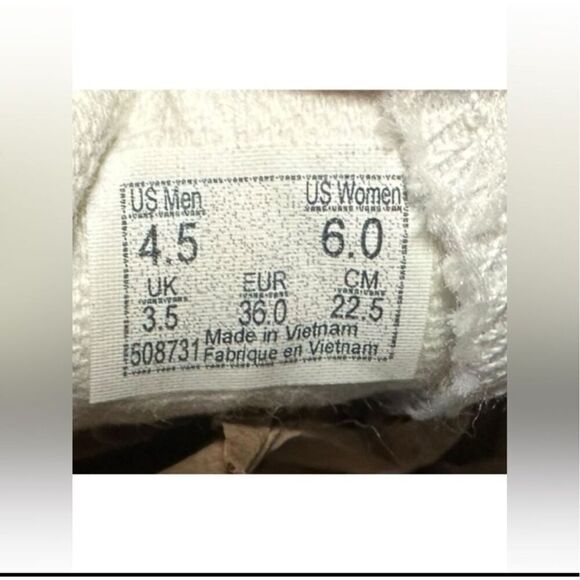 US Men US Women
4.5 6.0
UK EUR CM
3.5 36.0 22.5
508731 Made in Vietnam
Fabrique en Vietnam